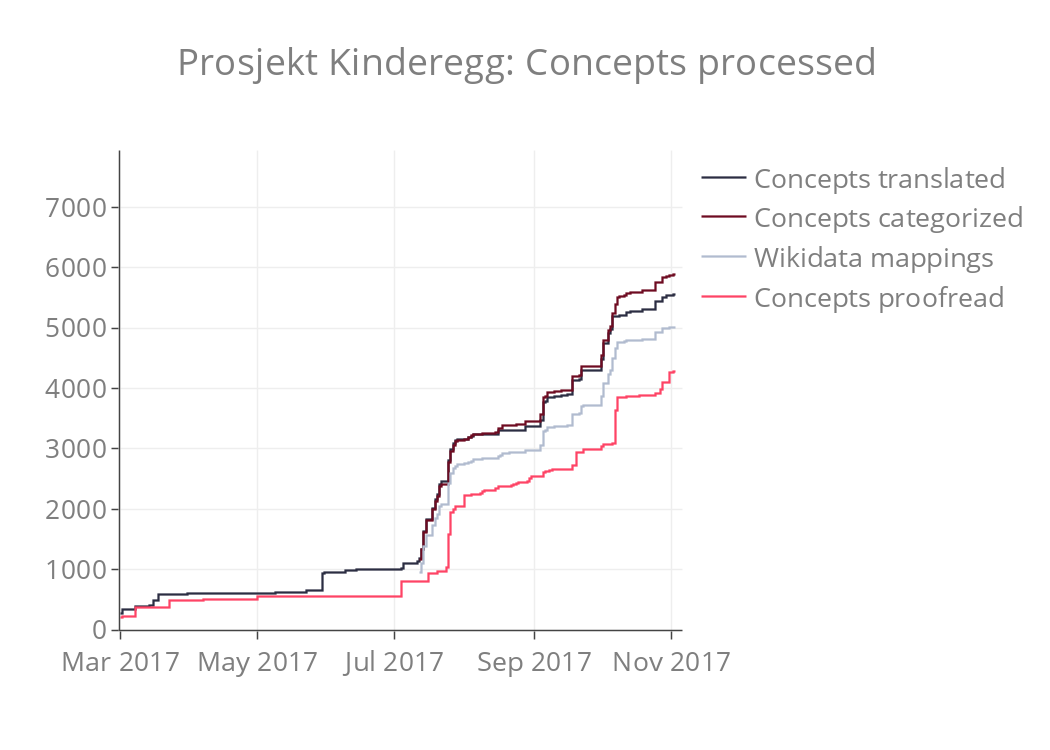 Prosjekt Kinderegg: Concepts processed
Concepts translated
Concepts categorized
Wikidata mappings
Concepts proofread
7000
6000
5000
4000
3000
2000
1000
0
Mar 2017 May 2017 Jul 2017 Sep 2017 Nov 2017